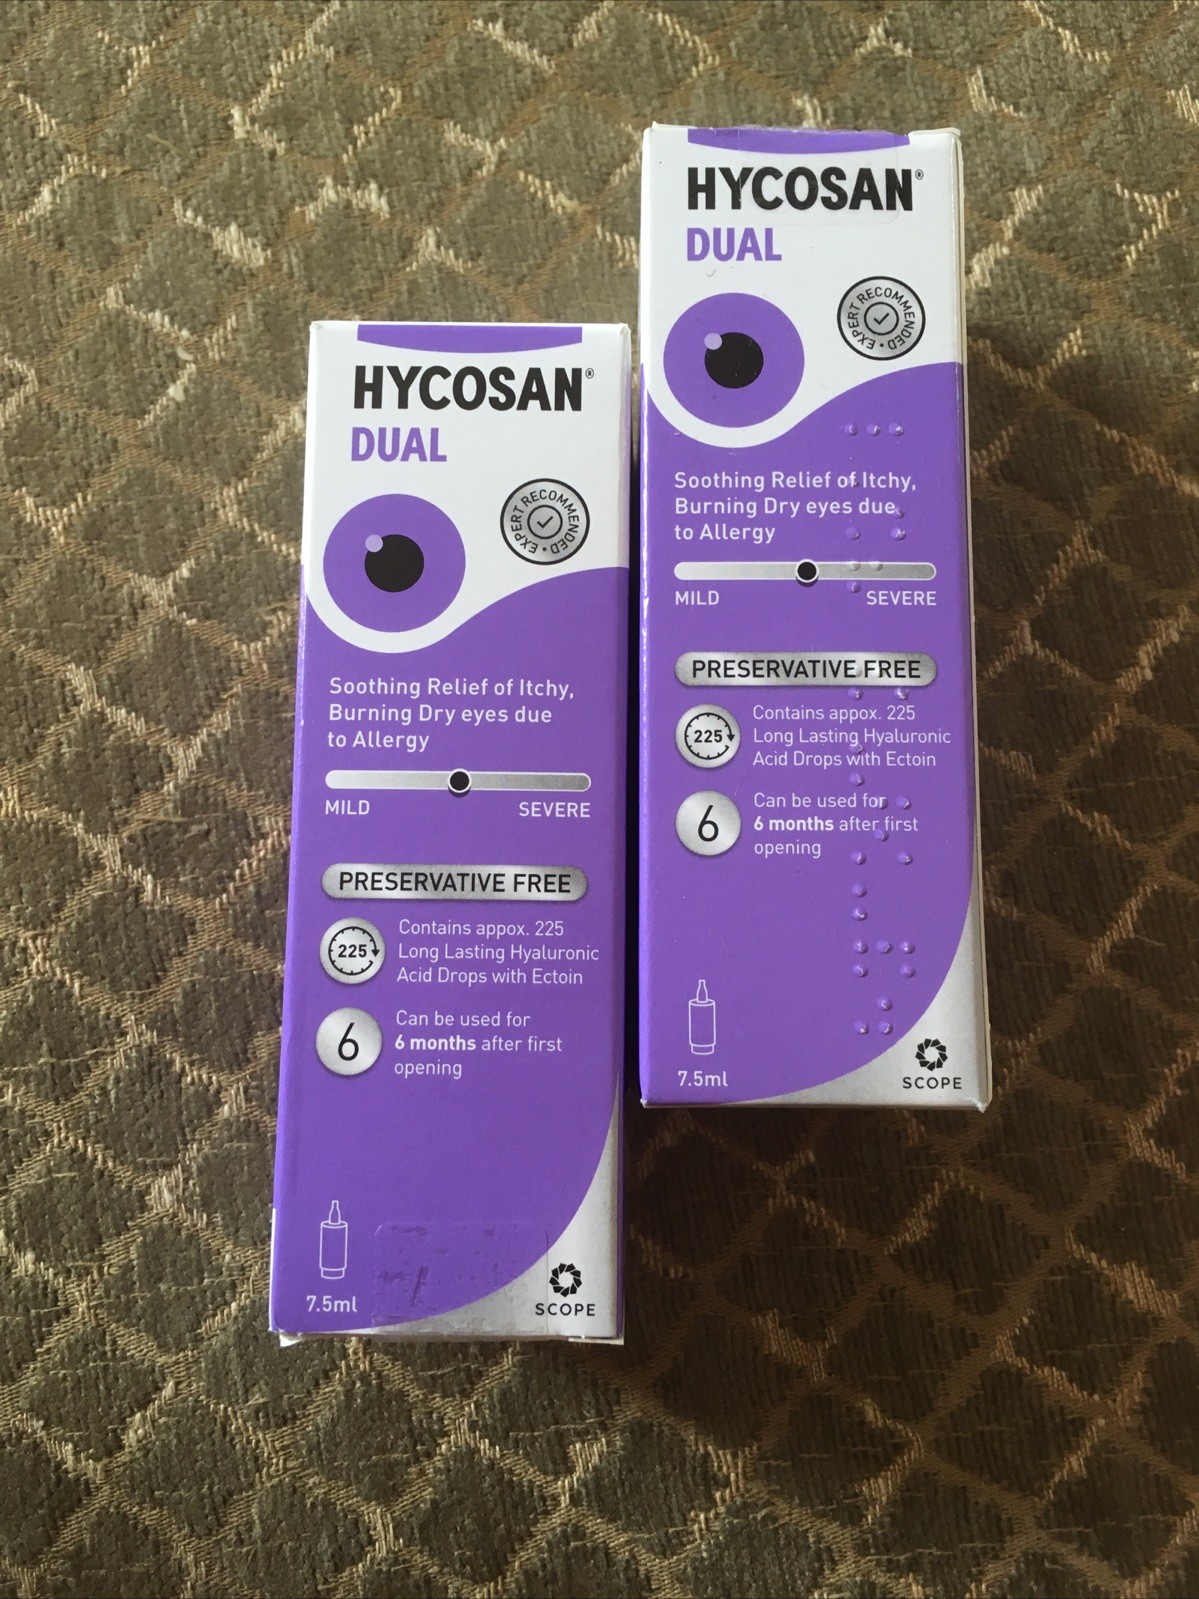 HYCOSAN®
DUAL
EXPERT RECOMMENDED •
Soothing Relief of Itchy,
Burning Dry eyes due
to Allergy
MILD SEVERE
PRESERVATIVE FREE
225
Contains appox. 225
Long Lasting Hyaluronic
Acid Drops with Ectoin
6
Can be used for
6 months after first
opening
7.5ml
SCOPE
HYCOSAN®
DUAL
EXPERT RECOMMENDED •
Soothing Relief of Itchy,
Burning Dry eyes due
to Allergy
MILD SEVERE
PRESERVATIVE FREE
225
Contains appox. 225
Long Lasting Hyaluronic
Acid Drops with Ectoin
6
Can be used for
6 months after first
opening
7.5ml
SCOPE